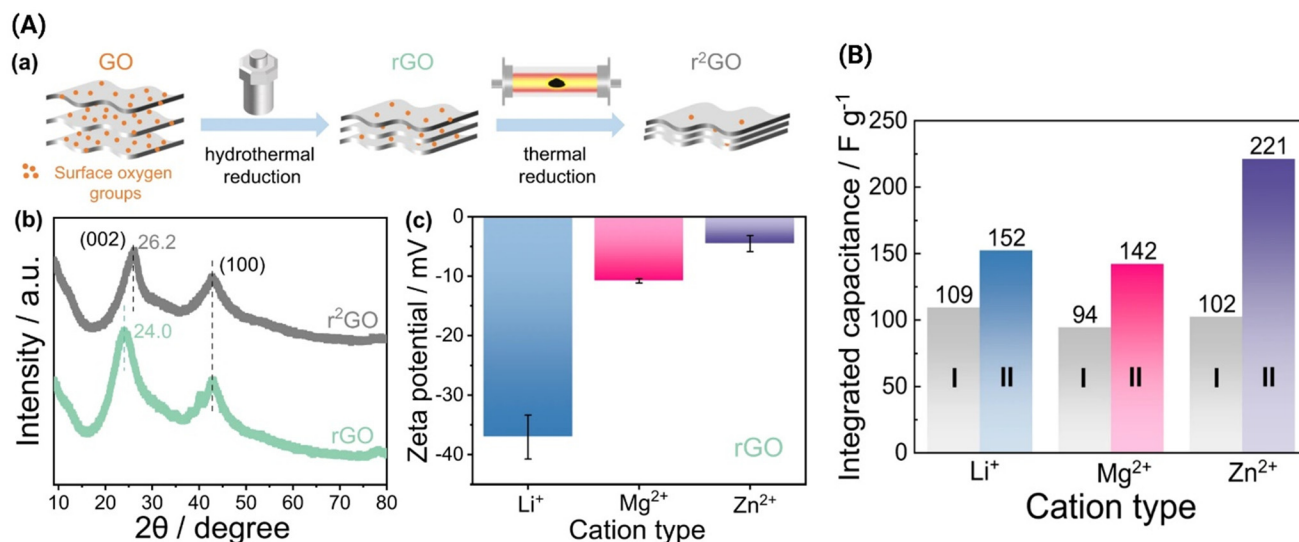 (A)
(a)
GO
rGO
r²GO
hydrothermal
reduction
thermal
reduction
Surface oxygen
groups
(b)
Intensity / a.u.
(002)
26.2
(100)
r²GO
24.0
rGO
10 20 30 40 50 60 70 80
2θ / degree
(c)
Zeta potential / mV
0
-10
-20
-30
-40
rGO
Li⁺ Mg²⁺ Zn²⁺
Cation type
(B)
Integrated capacitance / F g⁻¹
250
200
150
100
50
0
109 152 94 142 102 221
I II I II I II
Li⁺ Mg²⁺ Zn²⁺
Cation type